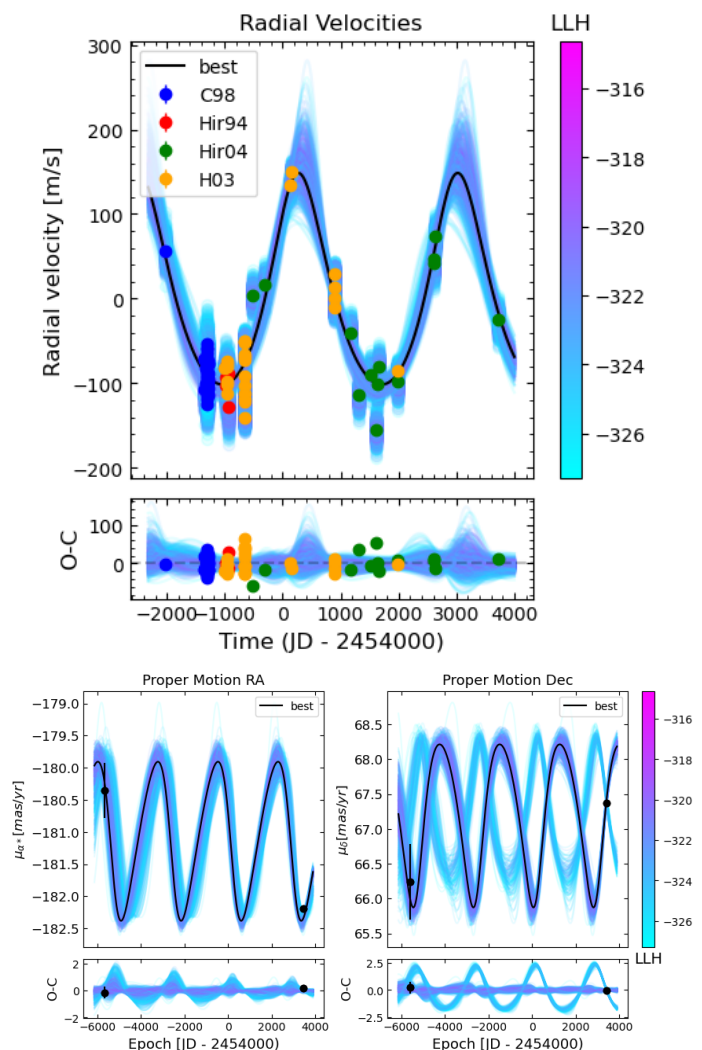 Radial Velocities
LLH
best
C98
Hir94
Hir04
H03
Radial velocity [m/s]
300
200
100
0
−100
−200
−316
−318
−320
−322
−324
−326
O-C
100
0
−2000 −1000 0 1000 2000 3000 4000
Time (JD - 2454000)
Proper Motion RA
best
μα*[mas/yr]
−179.0
−179.5
−180.0
−180.5
−181.0
−181.5
−182.0
−182.5
O-C
2
0
−2
−6000 −4000 −2000 0 2000 4000
Epoch [JD - 2454000)
Proper Motion Dec
best
μδ[mas/yr]
68.5
68.0
67.5
67.0
66.5
66.0
65.5
−316
−318
−320
−322
−324
−326
LLH
O-C
2.5
0.0
−2.5
−6000 −4000 −2000 0 2000 4000
Epoch [JD - 2454000)